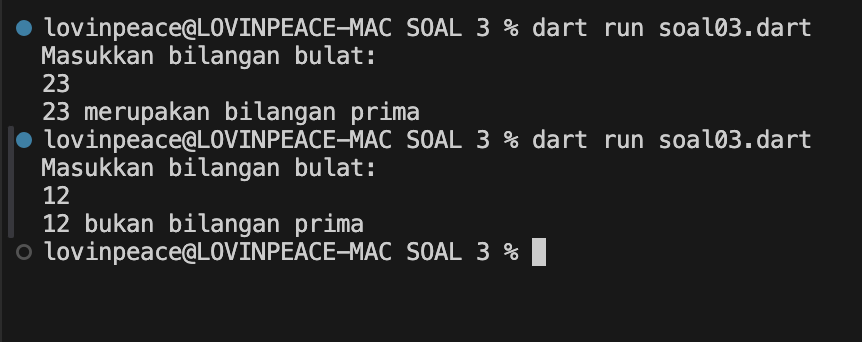 lovinpeace@LOVINPEACE-MAC SOAL 3 % dart run soal03.dart
Masukkan bilangan bulat:
23
23 merupakan bilangan prima
lovinpeace@LOVINPEACE-MAC SOAL 3 % dart run soal03.dart
Masukkan bilangan bulat:
12
12 bukan bilangan prima
lovinpeace@LOVINPEACE-MAC SOAL 3 %